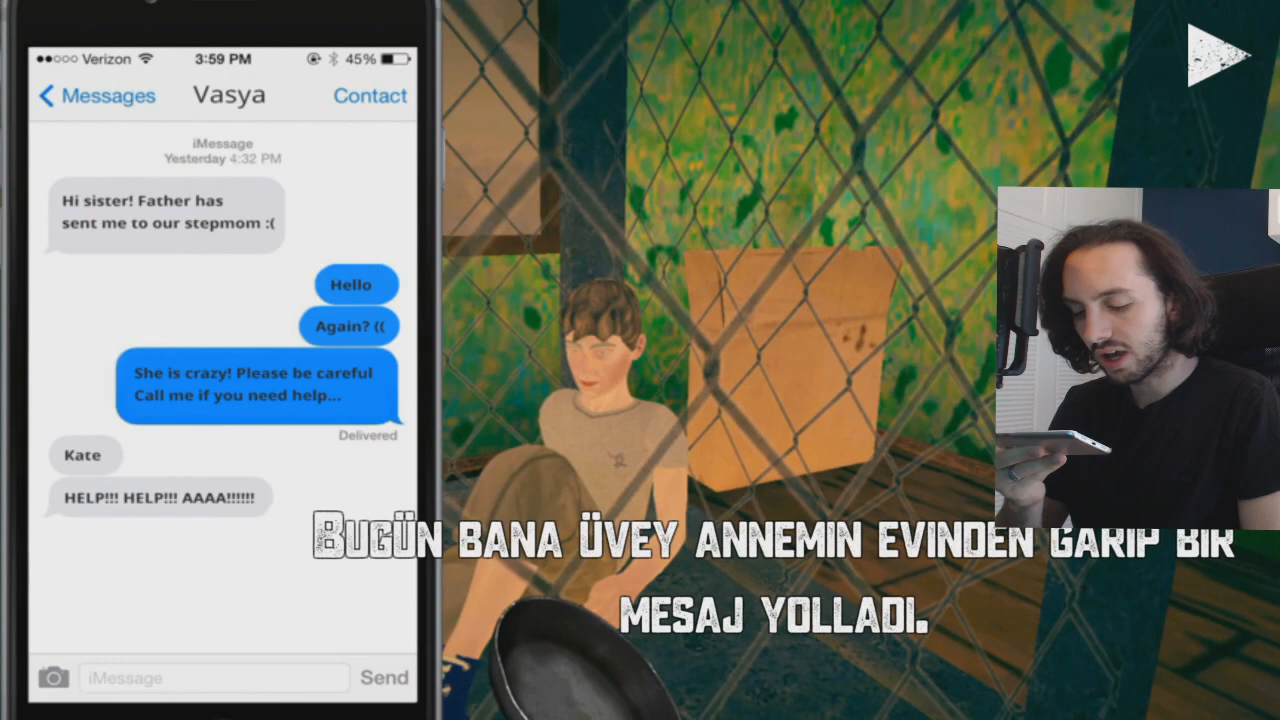 Verizon 3:59 PM 45%
Messages Vasya Contact
iMessage
Yesterday 4:32 PM
Hi sister! Father has
sent me to our stepmom :(
Hello
Again? ((
She is crazy! Please be careful
Call me if you need help...
Delivered
Kate
HELP!!! HELP!!! AAAA!!!!!!
BUGÜN BANA ÜVEY ANNEMIN EVINDEN GARIP BIR
MESAJ YOLLADI.
iMessage Send